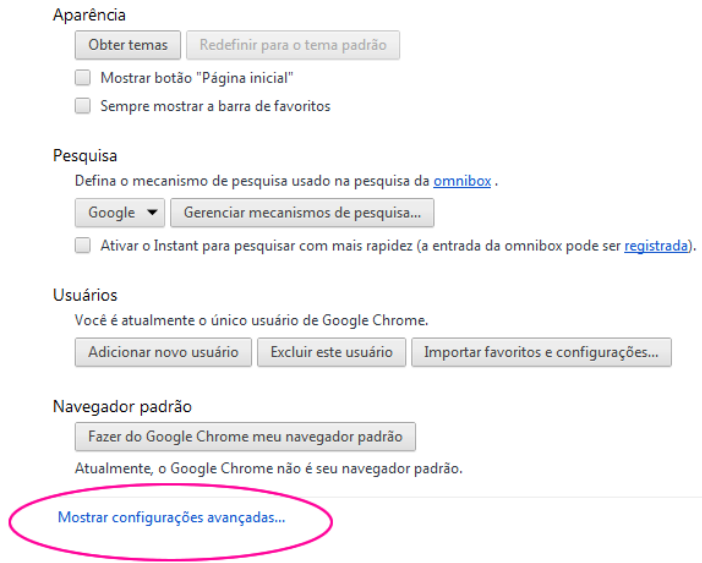 Aparência
Obter temas
Redefinir para o tema padrão
Mostrar botão "Página inicial"
Sempre mostrar a barra de favoritos
Pesquisa
Defina o mecanismo de pesquisa usado na pesquisa da omnibox .
Google
Gerenciar mecanismos de pesquisa...
Ativar o Instant para pesquisar com mais rapidez (a entrada da omnibox pode ser registrada).
Usuários
Você é atualmente o único usuário de Google Chrome.
Adicionar novo usuário
Excluir este usuário
Importar favoritos e configurações...
Navegador padrão
Fazer do Google Chrome meu navegador padrão
Atualmente, o Google Chrome não é seu navegador padrão.
Mostrar configurações avançadas...